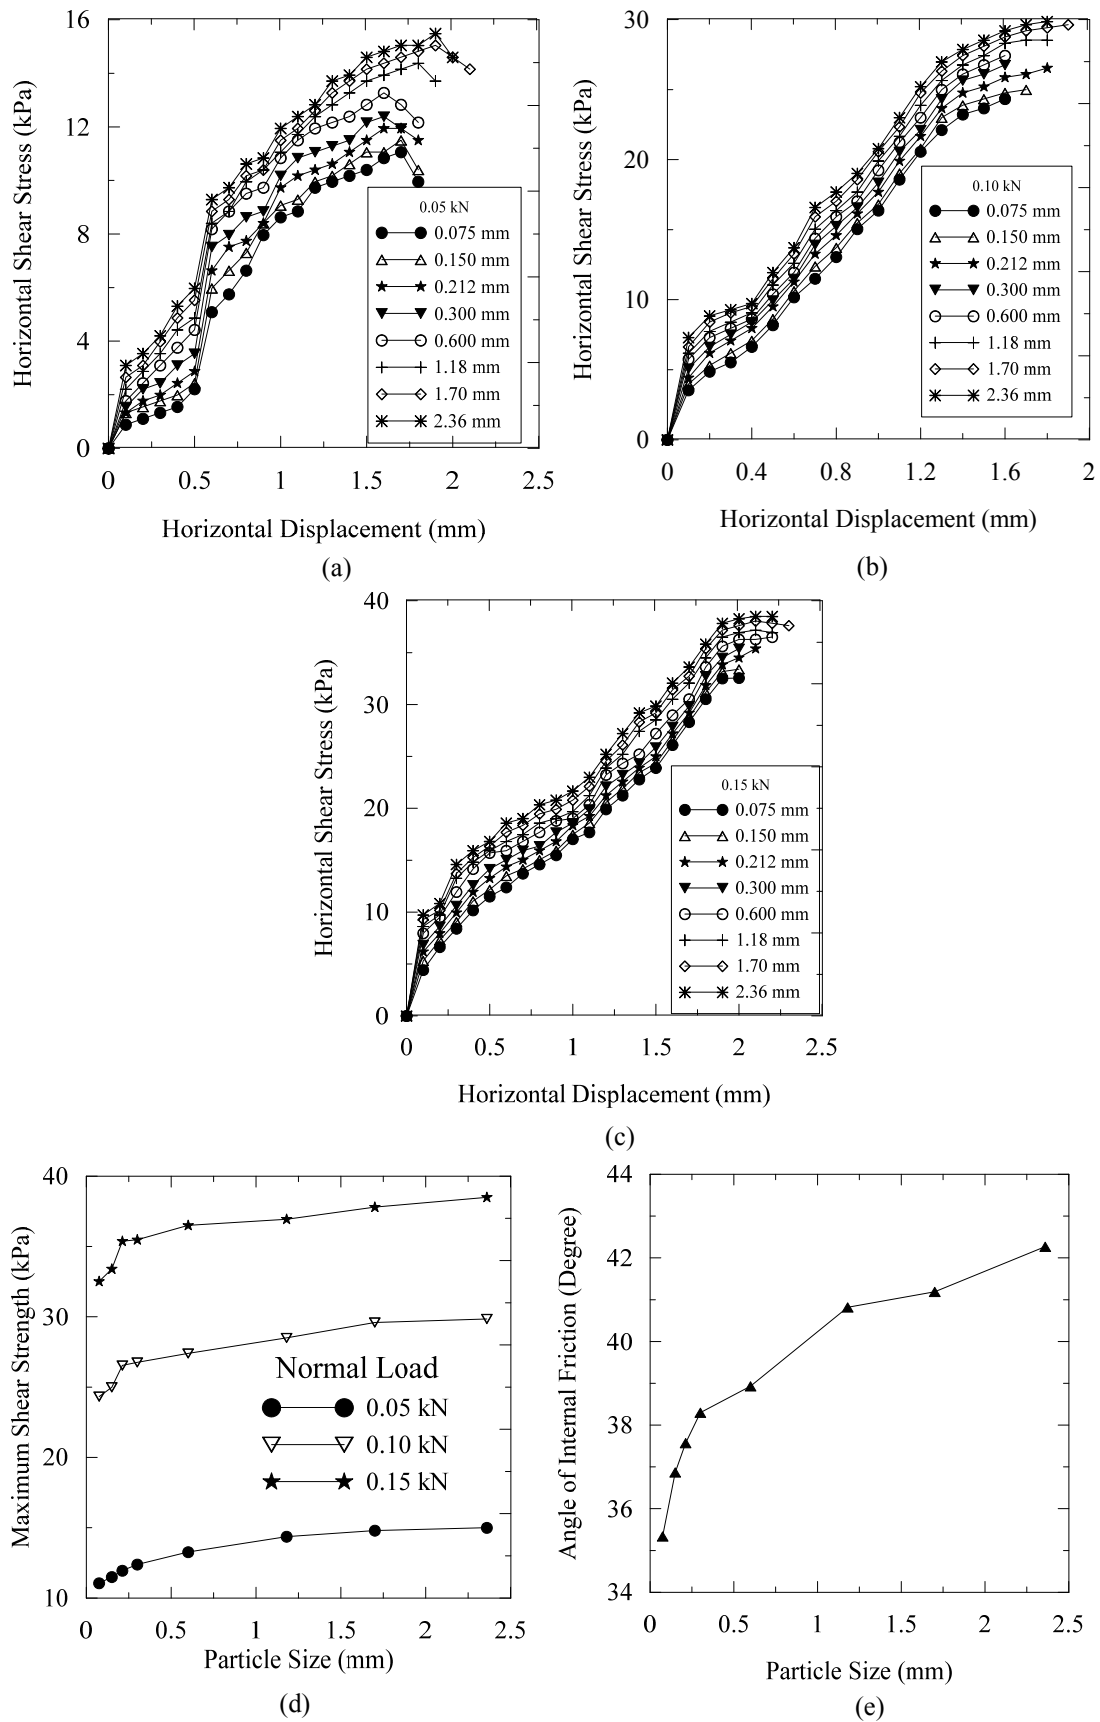 16
12
8
4
0
Horizontal Shear Stress (kPa)
0.05 kN
0.075 mm
0.150 mm
0.212 mm
0.300 mm
0.600 mm
1.18 mm
1.70 mm
2.36 mm
0 0.5 1 1.5 2 2.5
Horizontal Displacement (mm)
(a)
30
20
10
0
Horizontal Shear Stress (kPa)
0.10 kN
0.075 mm
0.150 mm
0.212 mm
0.300 mm
0.600 mm
1.18 mm
1.70 mm
2.36 mm
0 0.4 0.8 1.2 1.6 2
Horizontal Displacement (mm)
(b)
40
30
20
10
0
Horizontal Shear Stress (kPa)
0.15 kN
0.075 mm
0.150 mm
0.212 mm
0.300 mm
0.600 mm
1.18 mm
1.70 mm
2.36 mm
0 0.5 1 1.5 2 2.5
Horizontal Displacement (mm)
(c)
40
30
20
10
Maximum Shear Strength (kPa)
Normal Load
0.05 kN
0.10 kN
0.15 kN
0 0.5 1 1.5 2 2.5
Particle Size (mm)
(d)
44
42
40
38
36
34
Angle of Internal Friction (Degree)
0 0.5 1 1.5 2 2.5
Particle Size (mm)
(e)